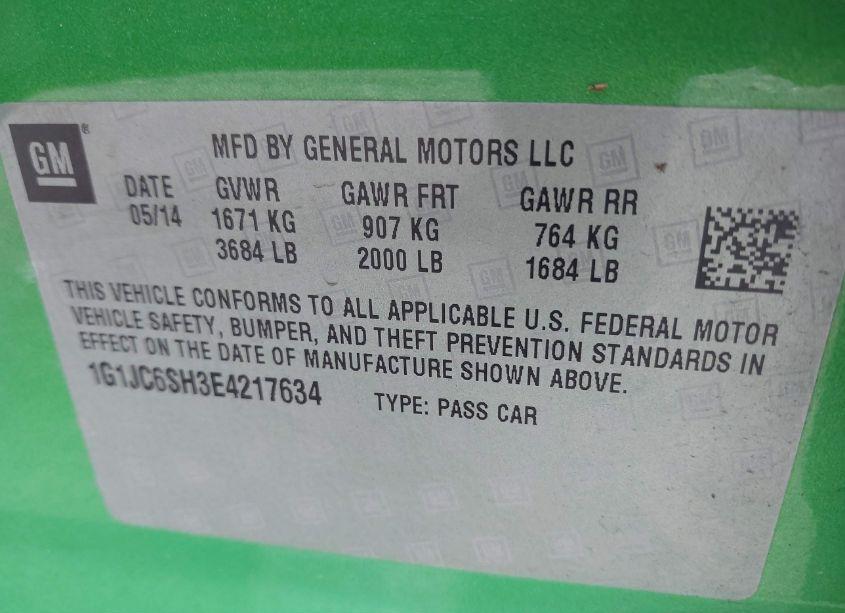 GM®
MFD BY GENERAL MOTORS LLC
DATE GVWR GAWR FRT GAWR RR
05/14 1671 KG 907 KG 764 KG
3684 LB 2000 LB 1684 LB
THIS VEHICLE CONFORMS TO ALL APPLICABLE U.S. FEDERAL MOTOR
VEHICLE SAFETY, BUMPER, AND THEFT PREVENTION STANDARDS IN
EFFECT ON THE DATE OF MANUFACTURE SHOWN ABOVE.
1G1JC6SH3E4217634 TYPE: PASS CAR